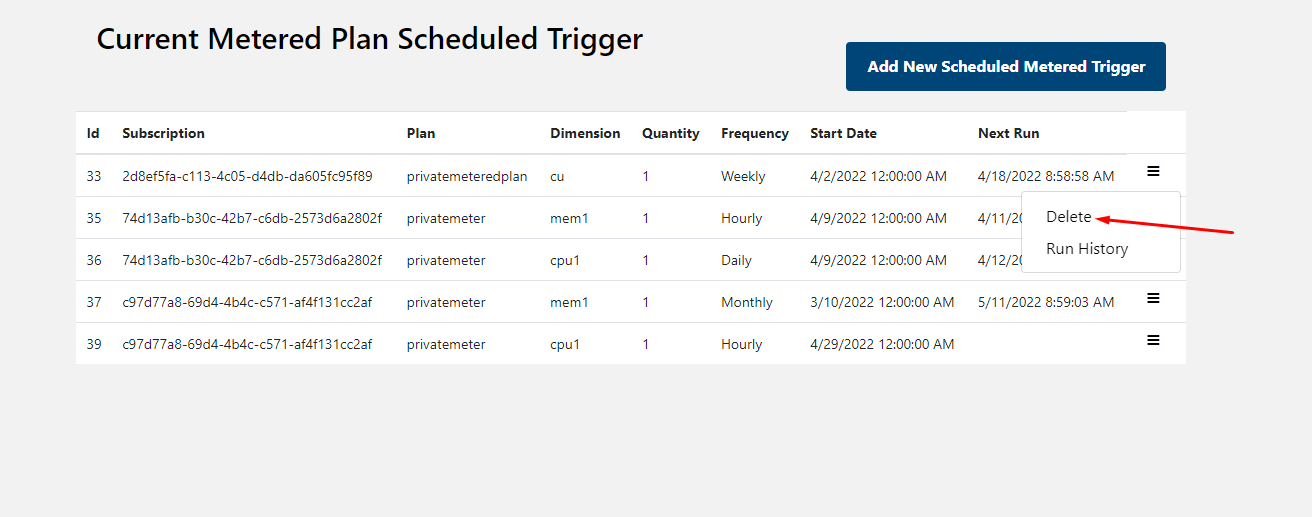 Current Metered Plan Scheduled Trigger
Add New Scheduled Metered Trigger
Id Subscription Plan Dimension Quantity Frequency Start Date Next Run
33 2d8ef5fa-c113-4c05-d4db-da605fc95f89 privatemeteredplan cu 1 Weekly 4/2/2022 12:00:00 AM 4/18/2022 8:58:58 AM
35 74d13afb-b30c-42b7-c6db-2573d6a2802f privatemeter mem1 1 Hourly 4/9/2022 12:00:00 AM 4/11/20
Delete
36 74d13afb-b30c-42b7-c6db-2573d6a2802f privatemeter cpu1 1 Daily 4/9/2022 12:00:00 AM 4/12/20
Run History
37 c97d77a8-69d4-4b4c-c571-af4f131cc2af privatemeter mem1 1 Monthly 3/10/2022 12:00:00 AM 5/11/2022 8:59:03 AM
39 c97d77a8-69d4-4b4c-c571-af4f131cc2af privatemeter cpu1 1 Hourly 4/29/2022 12:00:00 AM